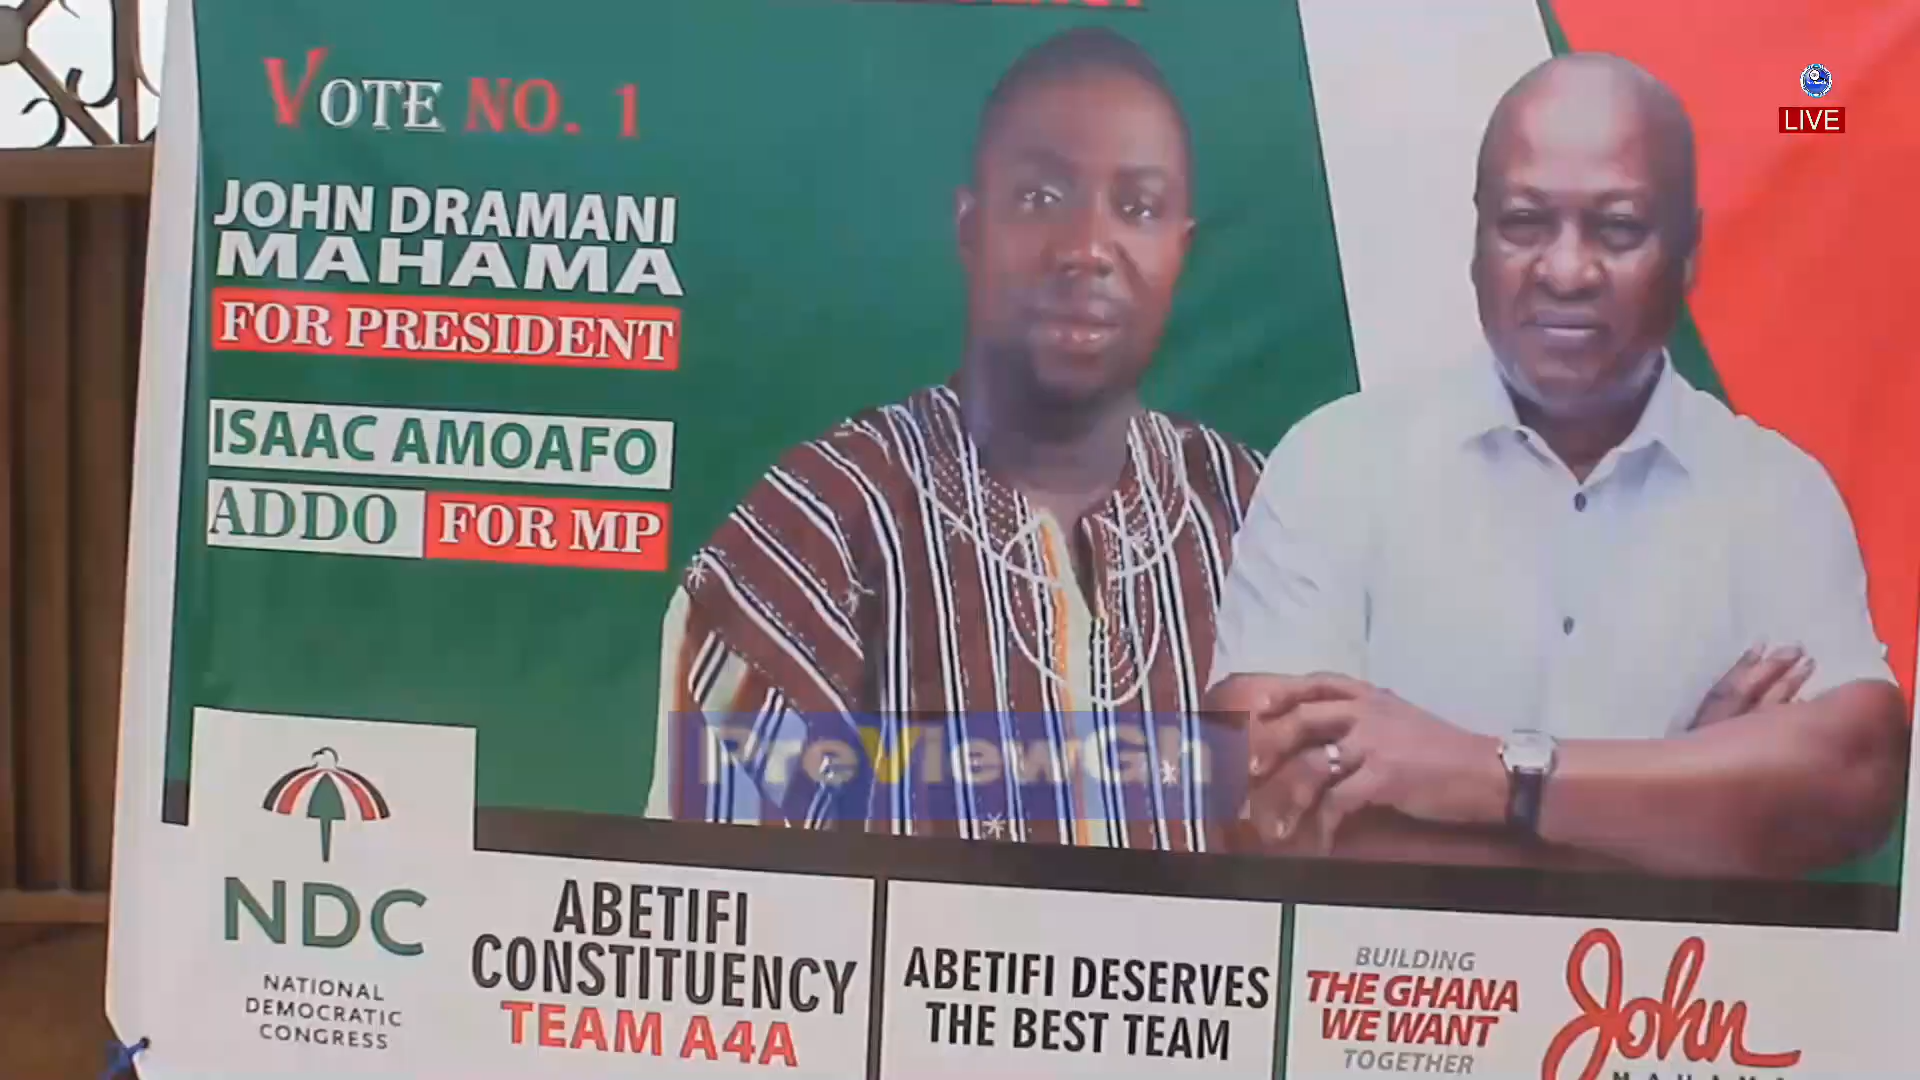 VOTE NO. 1
JOHN DRAMANI
MAHAMA
FOR PRESIDENT
ISAAC AMOAFO
ADDO FOR MP
LIVE
PreViewGh
NDC
NATIONAL
DEMOCRATIC
CONGRESS
ABETIFI
CONSTITUENCY
TEAM A4A
ABETIFI DESERVES
THE BEST TEAM
BUILDING
THE GHANA
WE WANT
TOGETHER
John